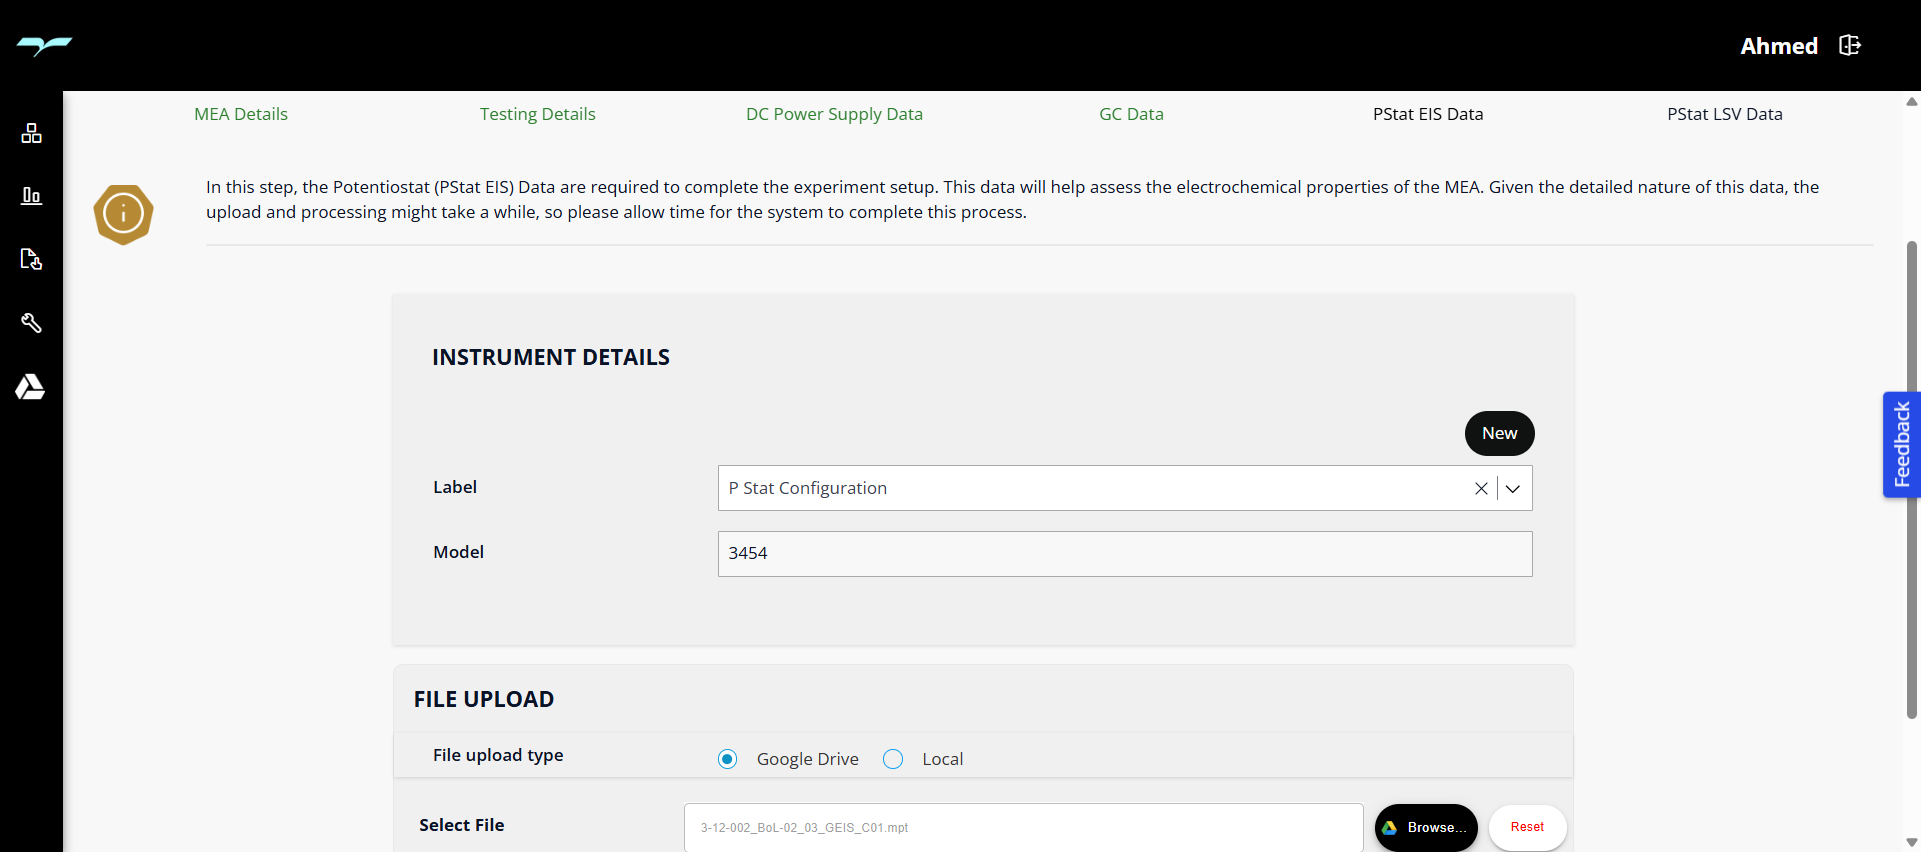 Ahmed
MEA Details
Testing Details
DC Power Supply Data
GC Data
PStat EIS Data
PStat LSV Data
In this step, the Potentiostat (PStat EIS) Data are required to complete the experiment setup. This data will help assess the electrochemical properties of the MEA. Given the detailed nature of this data, the
upload and processing might take a while, so please allow time for the system to complete this process.
INSTRUMENT DETAILS
New
Label
P Stat Configuration
Model
3454
Feedback
FILE UPLOAD
File upload type
Google Drive
Local
Select File
3-12-002_BoL-02_03_GEIS_C01.mpt
Browse...
Reset